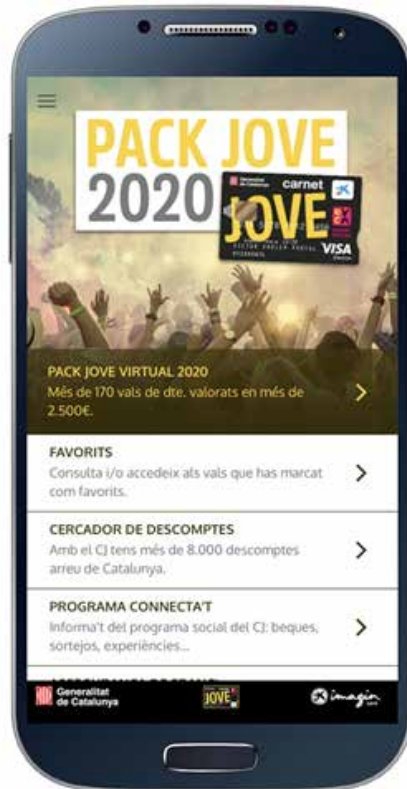 PACK JOVE
2020
Generalitat
de Catalunya
carnet
JOVE
VISA
PACK JOVE VIRTUAL 2020
Més de 170 vals de dte. valorats en més de
2.500€.
FAVORITS
Consulta i/o accedeix als vals que has marcat
com favorits.
CERCADOR DE DESCOMPTES
Amb el CJ tens més de 8.000 descomptes
arreu de Catalunya.
PROGRAMA CONNECTA'T
Informa't del programa social del CJ: beques,
sortejos, experiències...
Generalitat
de Catalunya
JOVE
imagin